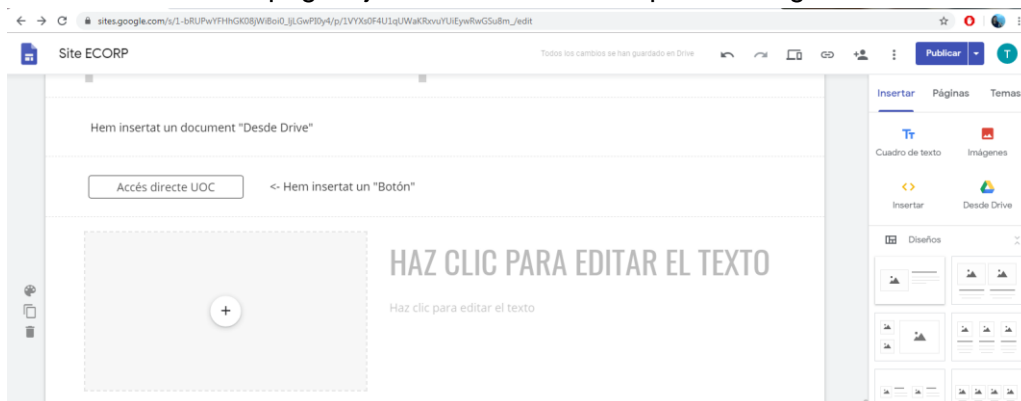 sites.google.com/s/1-bRUPwYFHhGK08jWiBoi0_ljLGwPI0y4/p/1VYXs0F4U1qUWaKRxvuYUiEywRwGSu8m_/edit
Site ECORP
Todos los cambios se han guardado en Drive
Publicar
T
Insertar Páginas Temas
Hem insertat un document "Desde Drive"
Tт
Cuadro de texto Imágenes
Accés directe UOC <- Hem insertat un "Botón"
Insertar Desde Drive
Diseños
HAZ CLIC PARA EDITAR EL TEXTO
Haz clic para editar el texto